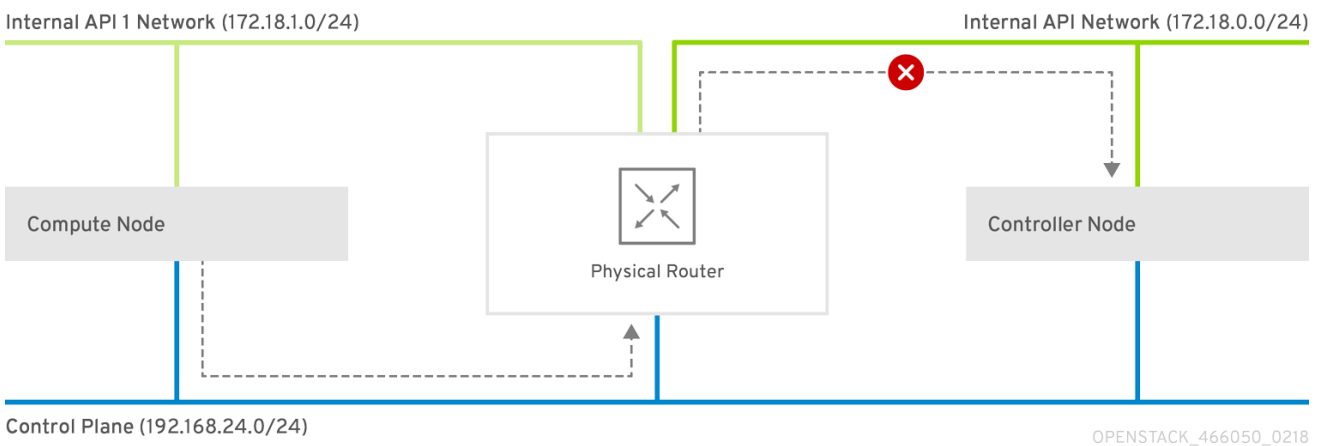 Internal API 1 Network (172.18.1.0/24)
Internal API Network (172.18.0.0/24)
Compute Node
Physical Router
Controller Node
Control Plane (192.168.24.0/24)
OPENSTACK_466050_0218